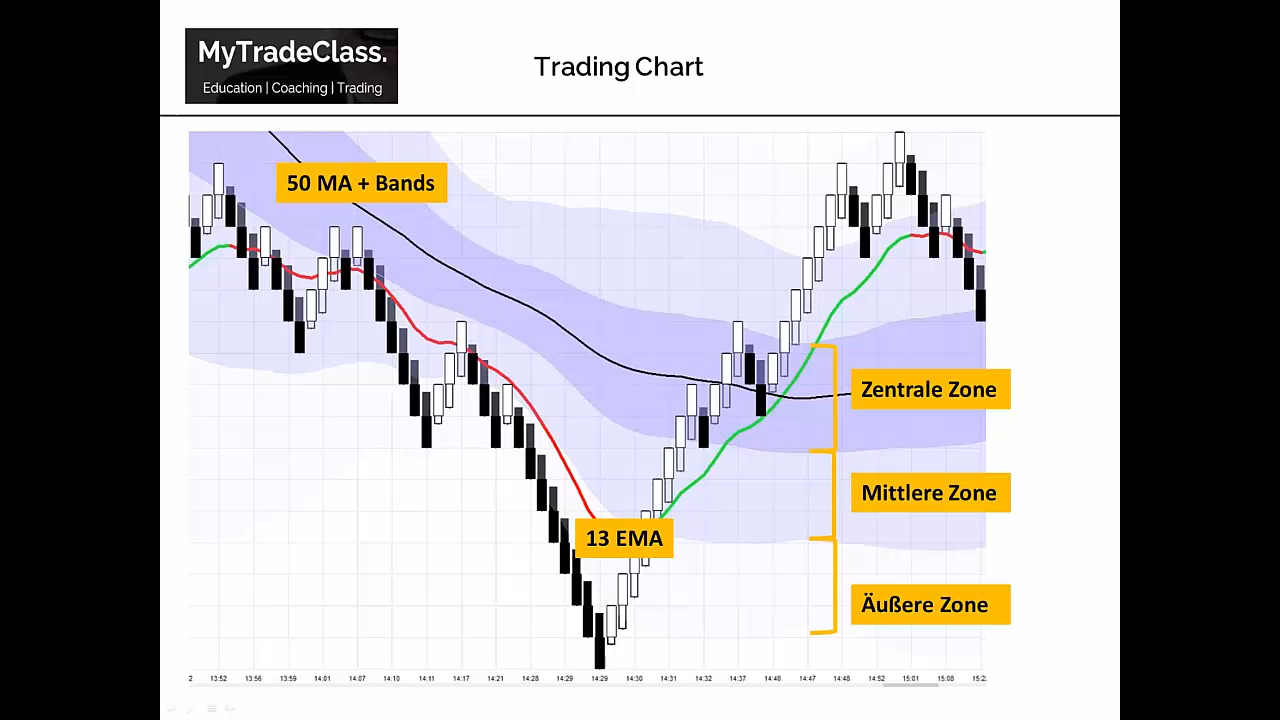 MyTradeClass.
Education | Coaching | Trading
Trading Chart
50 MA + Bands
Zentrale Zone
Mittlere Zone
13 EMA
Äußere Zone
2 13:52 13:56 13:59 14:01 14:07 14:10 14:11 14:17 14:22 14:28 14:29 14:29 14:30 14:31 14:32 14:37 14:40 14:47 14:48 14:52 15:01 15:08